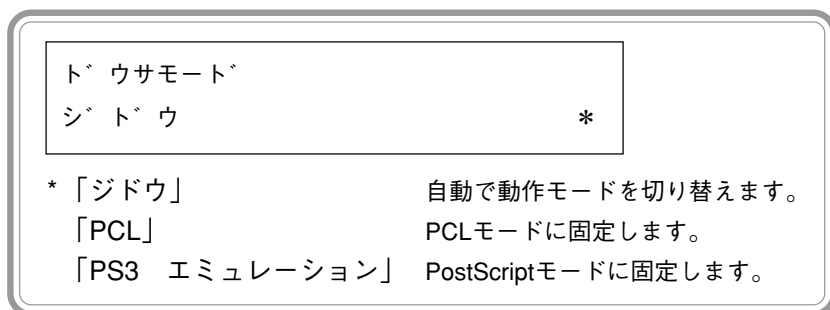 ト゛ウサモート゛
シ゛ト゛ウ *
*「ジドウ」 自動で動作モードを切り替えます。
「PCL」 PCLモードに固定します。
「PS3　エミュレーション」 PostScriptモードに固定します。